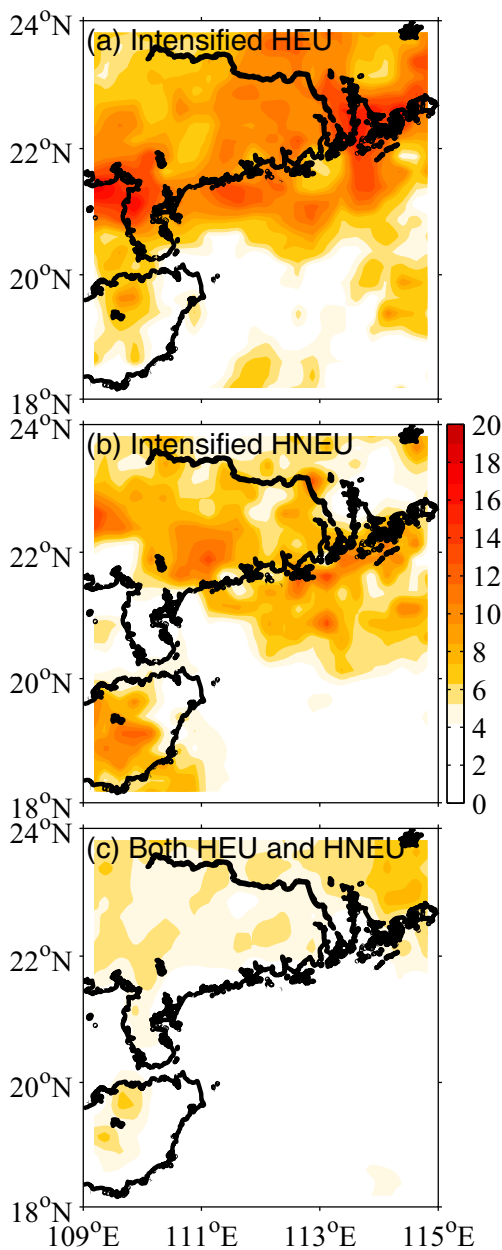 24°N
(a) Intensified HEU
22°N
20°N
18°N
24°N
(b) Intensified HNEU
22°N
20°N
18°N
20
18
16
14
12
10
8
6
4
2
0
24°N
(c) Both HEU and HNEU
22°N
20°N
18°N
109°E 111°E 113°E 115°E